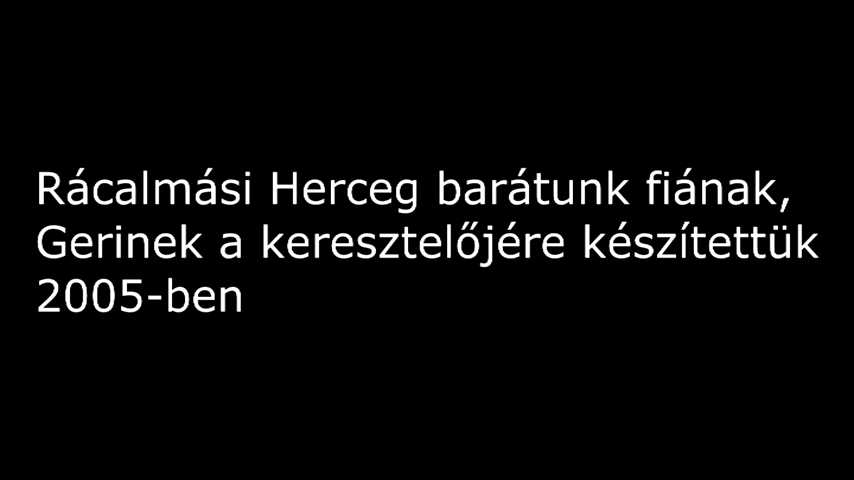 Rácalmási Herceg barátunk fiának,
Gerinek a keresztelőjére készítettük
2005-ben